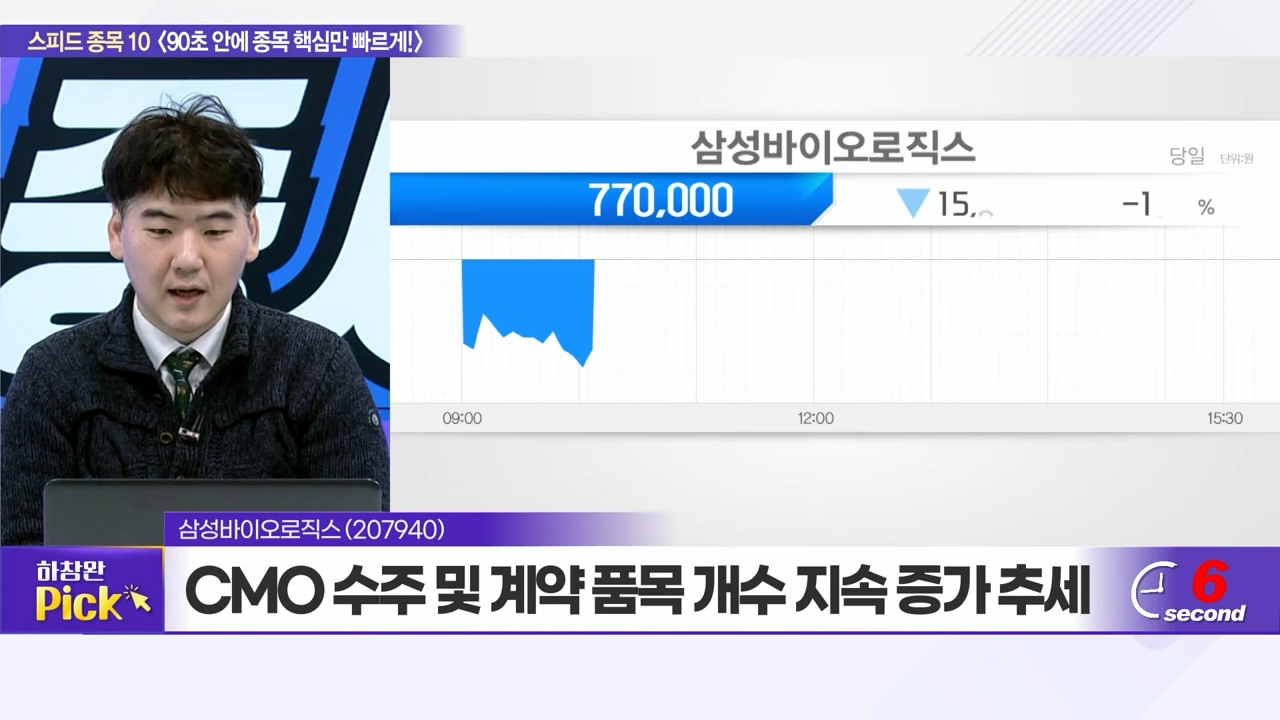 스피드 종목 10 〈90초 안에 종목 핵심만 빠르게!〉
삼성바이오로직스
당일 단위:원
770,000 ▼15, -1 %
09:00 12:00 15:30
삼성바이오로직스 (207940)
하창완
Pick
CMO 수주 및 계약 품목 개수 지속 증가 추세
6
second